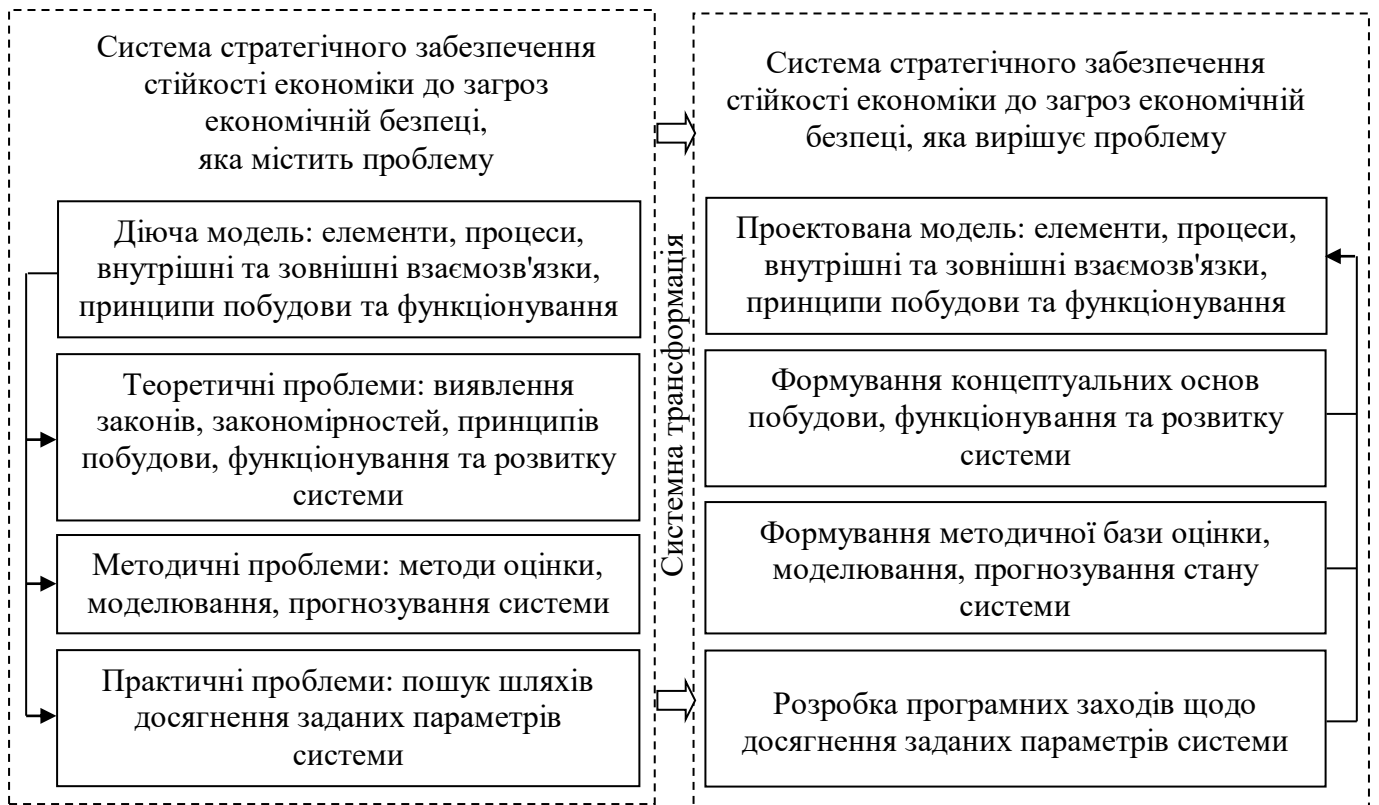 Система стратегічного забезпечення
стійкості економіки до загроз
економічній безпеці,
яка містить проблему
Діюча модель: елементи, процеси,
внутрішні та зовнішні взаємозв'язки,
принципи побудови та функціонування
Теоретичні проблеми: виявлення
законів, закономірностей, принципів
побудови, функціонування та розвитку
системи
Методичні проблеми: методи оцінки,
моделювання, прогнозування системи
Практичні проблеми: пошук шляхів
досягнення заданих параметрів
системи
Системна трансформація
Система стратегічного забезпечення
стійкості економіки до загроз економічній
безпеці, яка вирішує проблему
Проектована модель: елементи, процеси,
внутрішні та зовнішні взаємозв'язки,
принципи побудови та функціонування
Формування концептуальних основ
побудови, функціонування та розвитку
системи
Формування методичної бази оцінки,
моделювання, прогнозування стану
системи
Розробка програмних заходів щодо
досягнення заданих параметрів системи